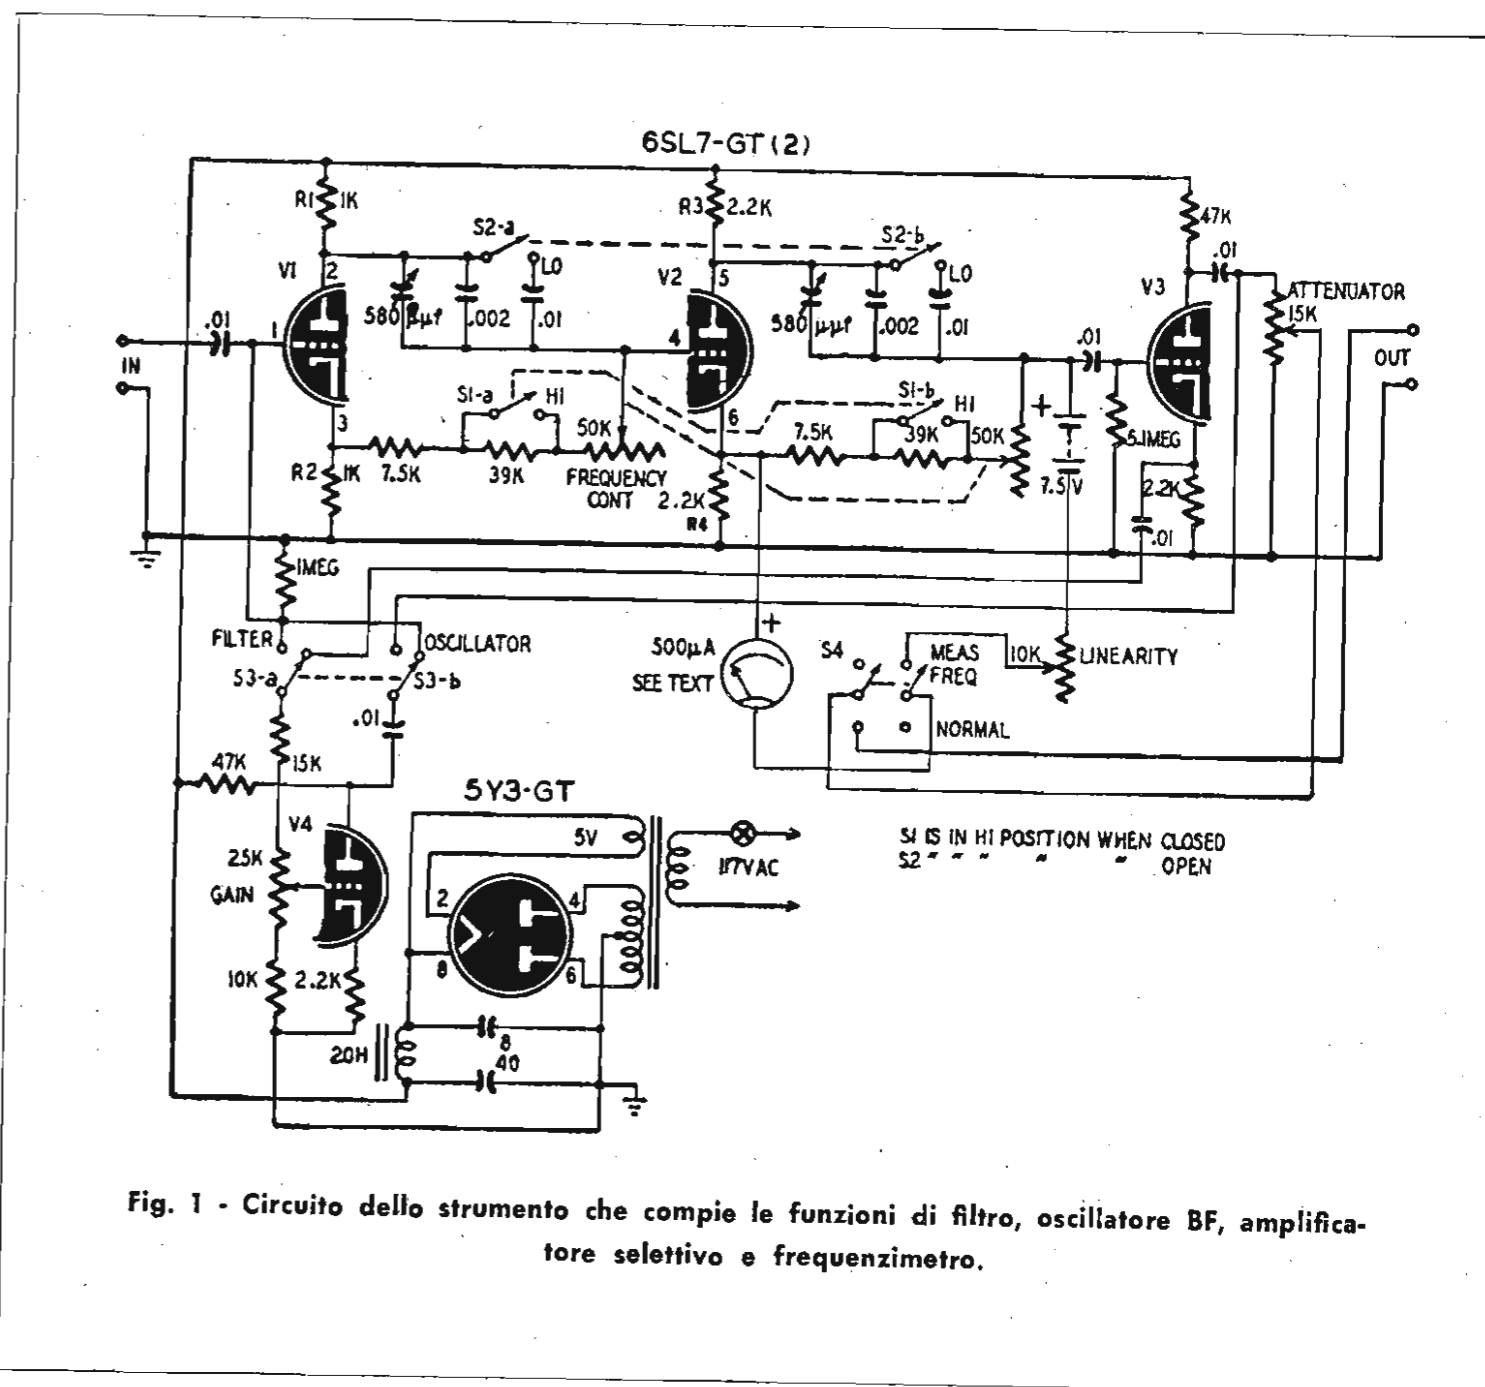 6SL7-GT (2)
R1 1K
R3 2.2K
47K
S2-a
S2-b
.01
LO
LO
V1 2
V2 5
V3
ATTENUATOR
15K
580 μμf
.002
.01
580 μμf
.002
.01
.01
1
4
.01
IN
OUT
S1-a
HI
S1-b
HI
3
6
+
50K
7.5K
39K
50K
5.1MEG
R2 1K
7.5K
39K
FREQUENCY
CONT
2.2K
R4
7.5V
2.2K
.01
1MEG
FILTER
OSCILLATOR
+
500μA
SEE TEXT
S4
MEAS
FREQ
10K
LINEARITY
S3-a
S3-b
.01
NORMAL
47K
15K
5Y3-GT
V4
5V
117VAC
S1 IS IN HI POSITION WHEN CLOSED
S2 " " " " " OPEN
25K
GAIN
2
4
8
6
10K
2.2K
20H
8
40
Fig. 1 - Circuito dello strumento che compie le funzioni di filtro, oscillatore BF, amplifica-
tore selettivo e frequenzimetro.